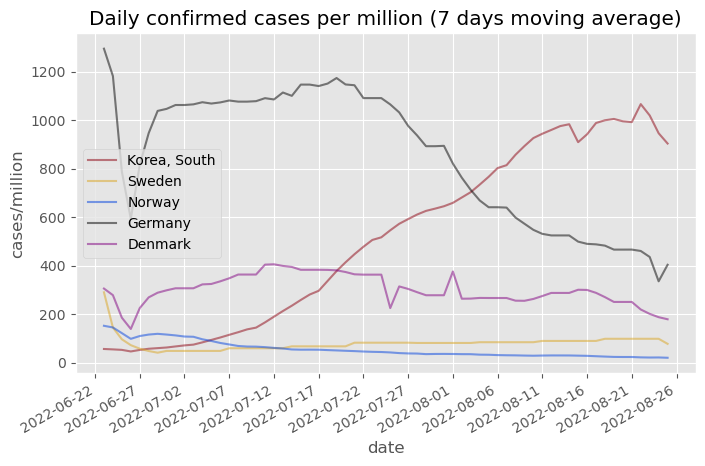 Daily confirmed cases per million (7 days moving average)
cases/million
1200
1000
800
600
400
200
0
Korea, South
Sweden
Norway
Germany
Denmark
2022-06-22
2022-06-27
2022-07-02
2022-07-07
2022-07-12
2022-07-17
2022-07-22
2022-07-27
2022-08-01
2022-08-06
2022-08-11
2022-08-16
2022-08-21
2022-08-26
date